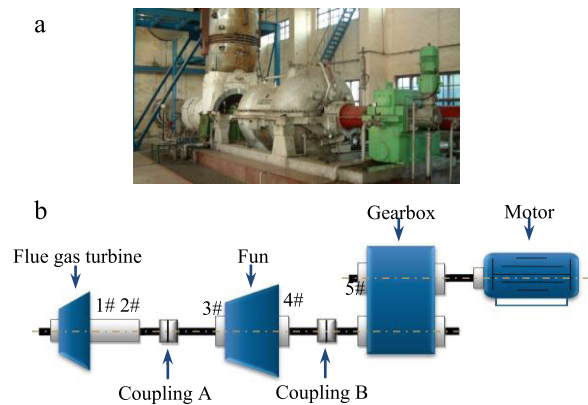 a
b
Gearbox
Motor
Flue gas turbine
Fun
1# 2#
3#
4#
5#
Coupling A
Coupling B